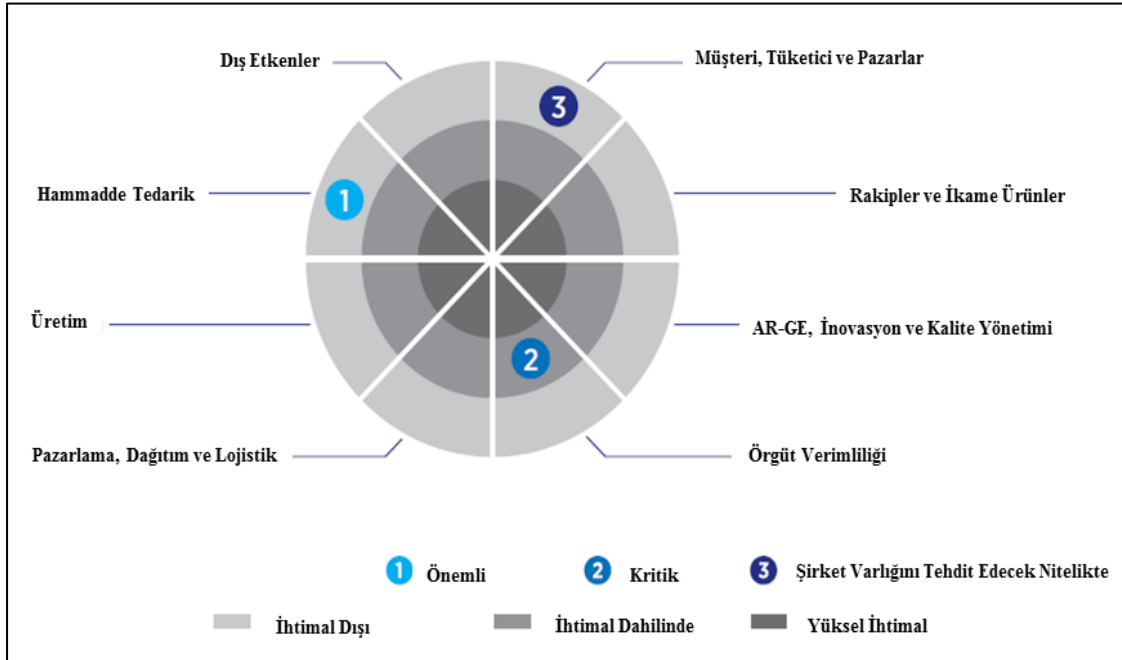 Dış Etkenler
Müşteri, Tüketici ve Pazarlar
3
Hammadde Tedarik
1
Rakipler ve İkame Ürünler
Üretim
AR-GE, İnovasyon ve Kalite Yönetimi
2
Pazarlama, Dağıtım ve Lojistik
Örgüt Verimliliği
1 Önemli
2 Kritik
3 Şirket Varlığını Tehdit Edecek Nitelikte
İhtimal Dışı
İhtimal Dahilinde
Yüksel İhtimal